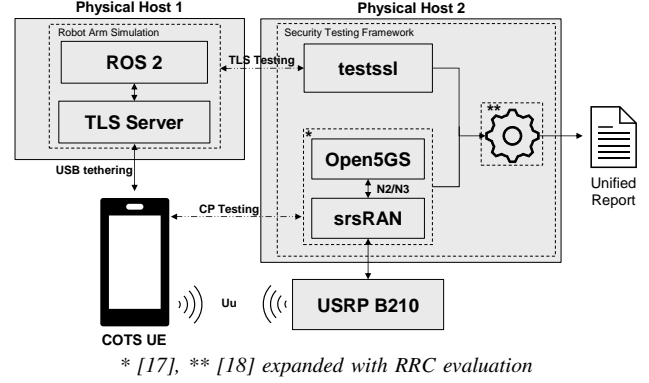 Physical Host 1
Physical Host 2
Robot Arm Simulation
ROS 2
TLS Server
Security Testing Framework
TLS Testing
testssl
**
*
Open5GS
N2/N3
srsRAN
Unified
Report
USB tethering
CP Testing
Uu
USRP B210
COTS UE
* [17], ** [18] expanded with RRC evaluation